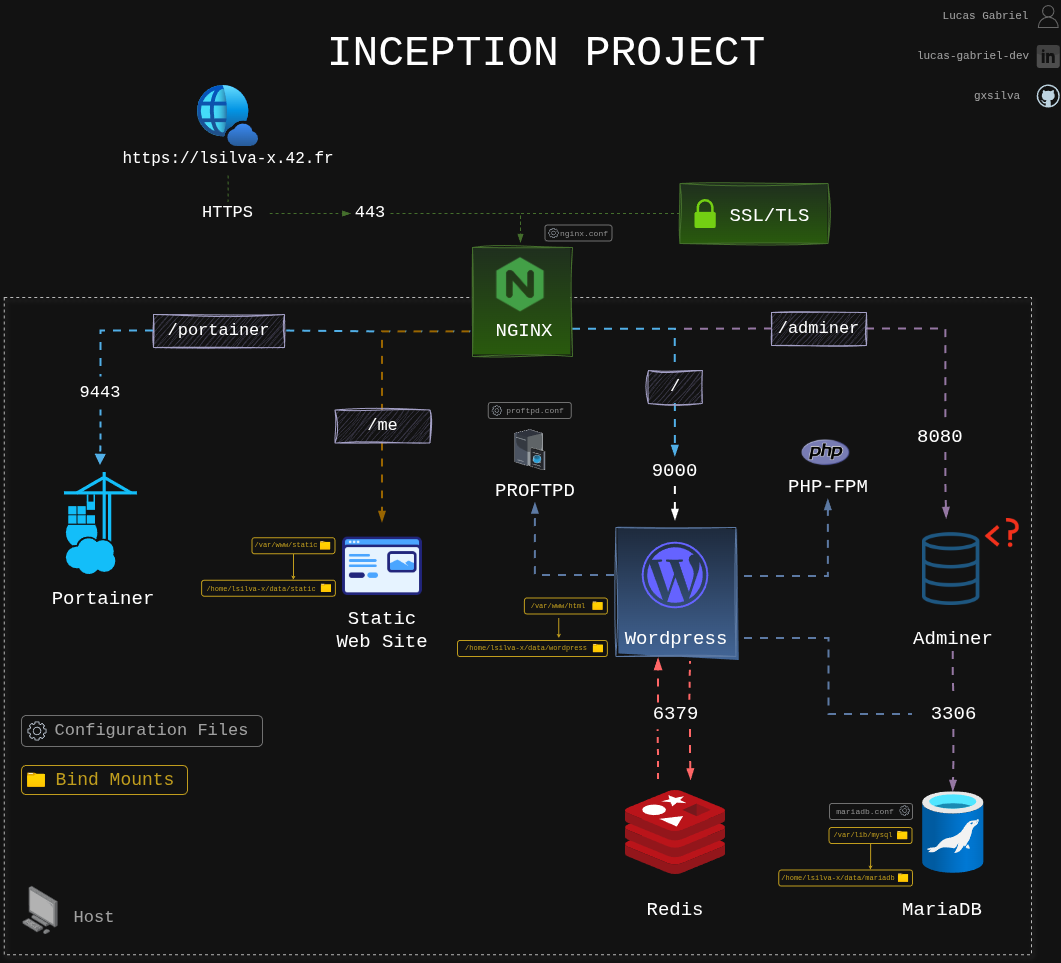 Lucas Gabriel
INCEPTION PROJECT
lucas-gabriel-dev
in
gxsilva
https://lsilva-x.42.fr
HTTPS
443
SSL/TLS
nginx.conf
NGINX
/portainer
/adminer
/
9443
/me
proftpd.conf
8080
9000
php
PROFTPD
PHP-FPM
/var/www/static
/home/lsilva-x/data/static
Portainer
Static
Web Site
/var/www/html
/home/lsilva-x/data/wordpress
Wordpress
Adminer
6379
3306
Configuration Files
Bind Mounts
mariadb.conf
/var/lib/mysql
/home/lsilva-x/data/mariadb
Redis
MariaDB
Host